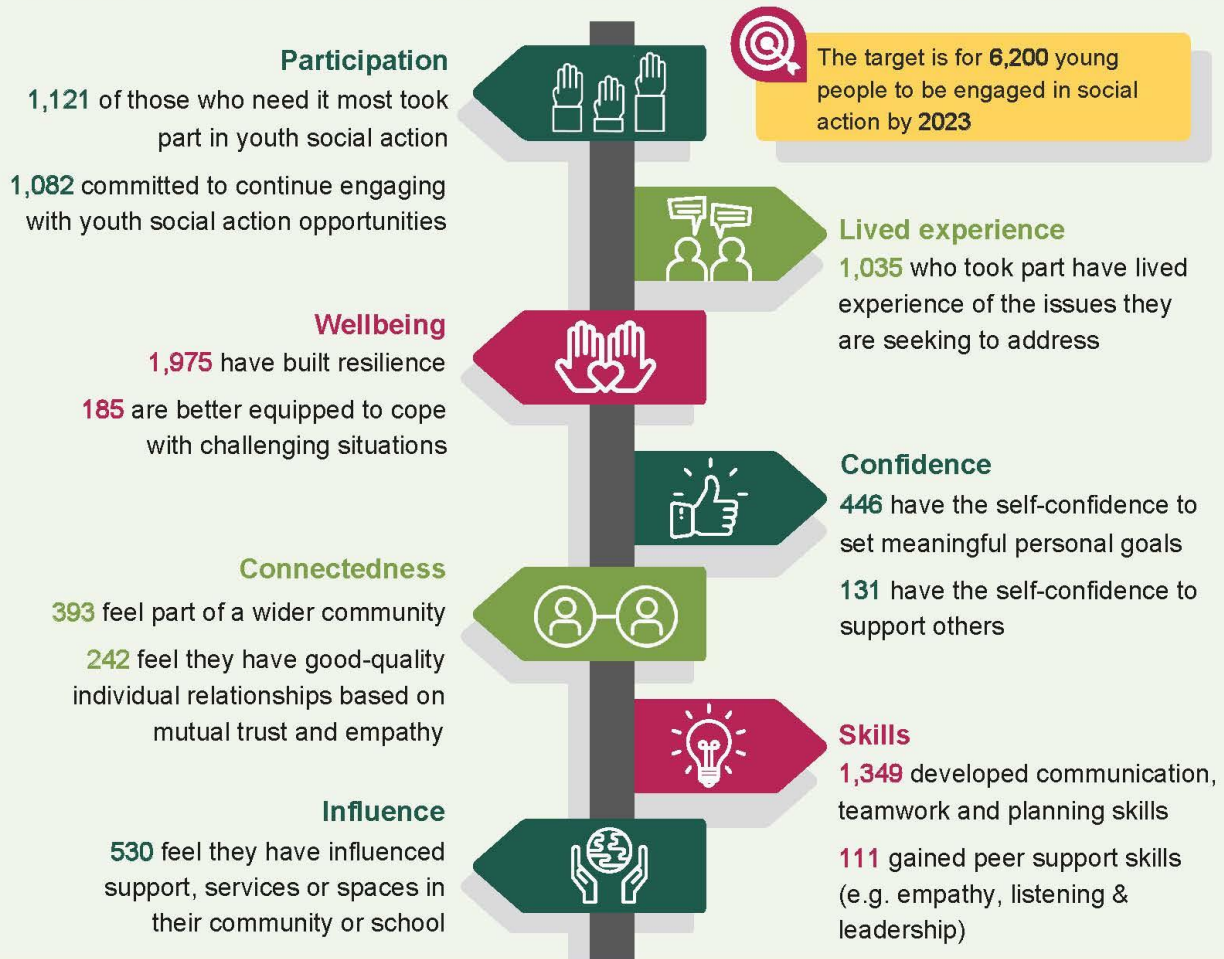 Participation
1,121 of those who need it most took
part in youth social action
1,082 committed to continue engaging
with youth social action opportunities
The target is for 6,200 young
people to be engaged in social
action by 2023
Lived experience
1,035 who took part have lived
experience of the issues they
are seeking to address
Wellbeing
1,975 have built resilience
185 are better equipped to cope
with challenging situations
Confidence
446 have the self-confidence to
set meaningful personal goals
131 have the self-confidence to
support others
Connectedness
393 feel part of a wider community
242 feel they have good-quality
individual relationships based on
mutual trust and empathy
Skills
1,349 developed communication,
teamwork and planning skills
111 gained peer support skills
(e.g. empathy, listening &
leadership)
Influence
530 feel they have influenced
support, services or spaces in
their community or school